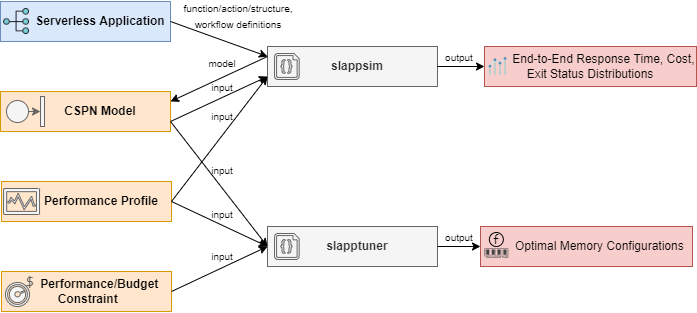 Serverless Application
function/action/structure,
workflow definitions
slappsim
output
End-to-End Response Time, Cost,
Exit Status Distributions
model
CSPN Model
input
input
input
Performance Profile
input
slapptuner
output
f
Optimal Memory Configurations
input
$
Performance/Budget
Constraint